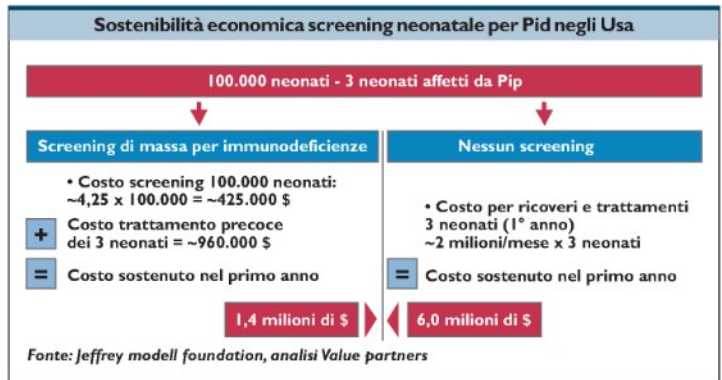 Sostenibilità economica screening neonatale per Pid negli Usa
100.000 neonati - 3 neonati affetti da Pip
Screening di massa per immunodeficienze
• Costo screening 100.000 neonati:
~4,25 x 100.000 = ~425.000 $
+
Costo trattamento precoce
dei 3 neonati = ~960.000 $
=
Costo sostenuto nel primo anno
1,4 milioni di $
Nessun screening
• Costo per ricoveri e trattamenti
3 neonati (1° anno)
~2 milioni/mese x 3 neonati
=
Costo sostenuto nel primo anno
6,0 milioni di $
Fonte: Jeffrey modell foundation, analisi Value partners